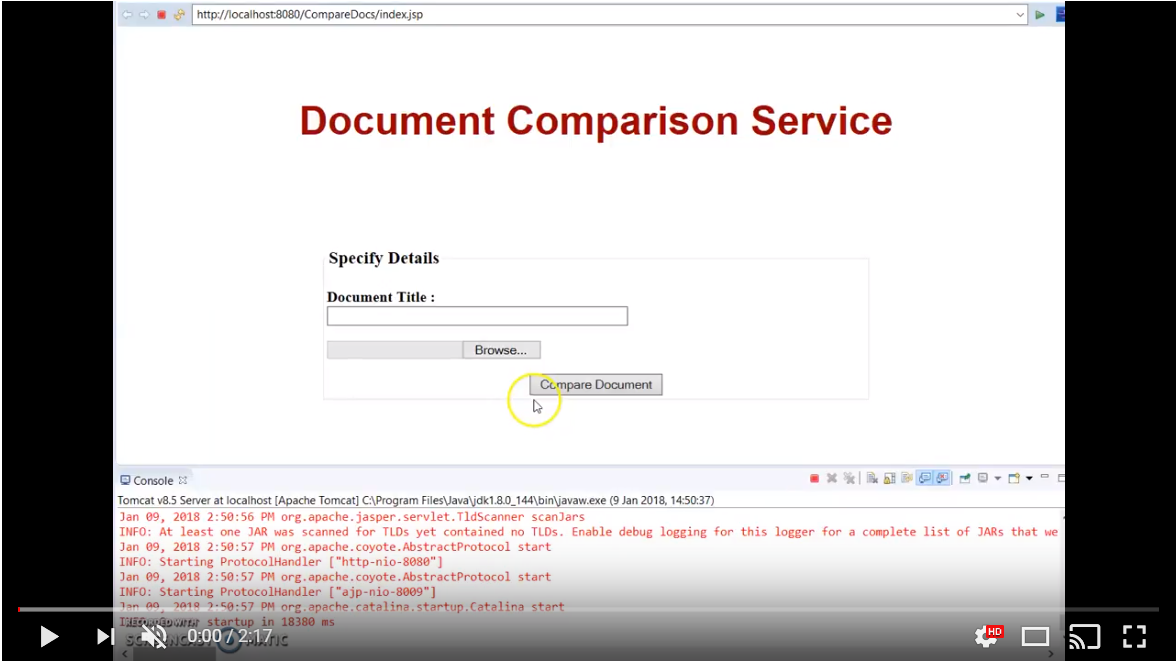 http://localhost:8080/CompareDocs/index.jsp
Document Comparison Service
Specify Details
Document Title :
Browse...
Compare Document
Console
Tomcat v8.5 Server at localhost [Apache Tomcat] C:\Program Files\Java\jdk1.8.0_144\bin\javaw.exe (9 Jan 2018, 14:50:37)
Jan 09, 2018 2:50:56 PM org.apache.jasper.servlet.TldScanner scanJars
INFO: At least one JAR was scanned for TLDs yet contained no TLDs. Enable debug logging for this logger for a complete list of JARs that we
Jan 09, 2018 2:50:57 PM org.apache.coyote.AbstractProtocol start
INFO: Starting ProtocolHandler ["http-nio-8080"]
Jan 09, 2018 2:50:57 PM org.apache.coyote.AbstractProtocol start
INFO: Starting ProtocolHandler ["ajp-nio-8009"]
Jan 09, 2018 2:50:57 PM org.apache.catalina.startup.Catalina start
startup in 18380 ms
RECORDED WITH
SCREENCAST MATIC
0:00 / 2:17
HD